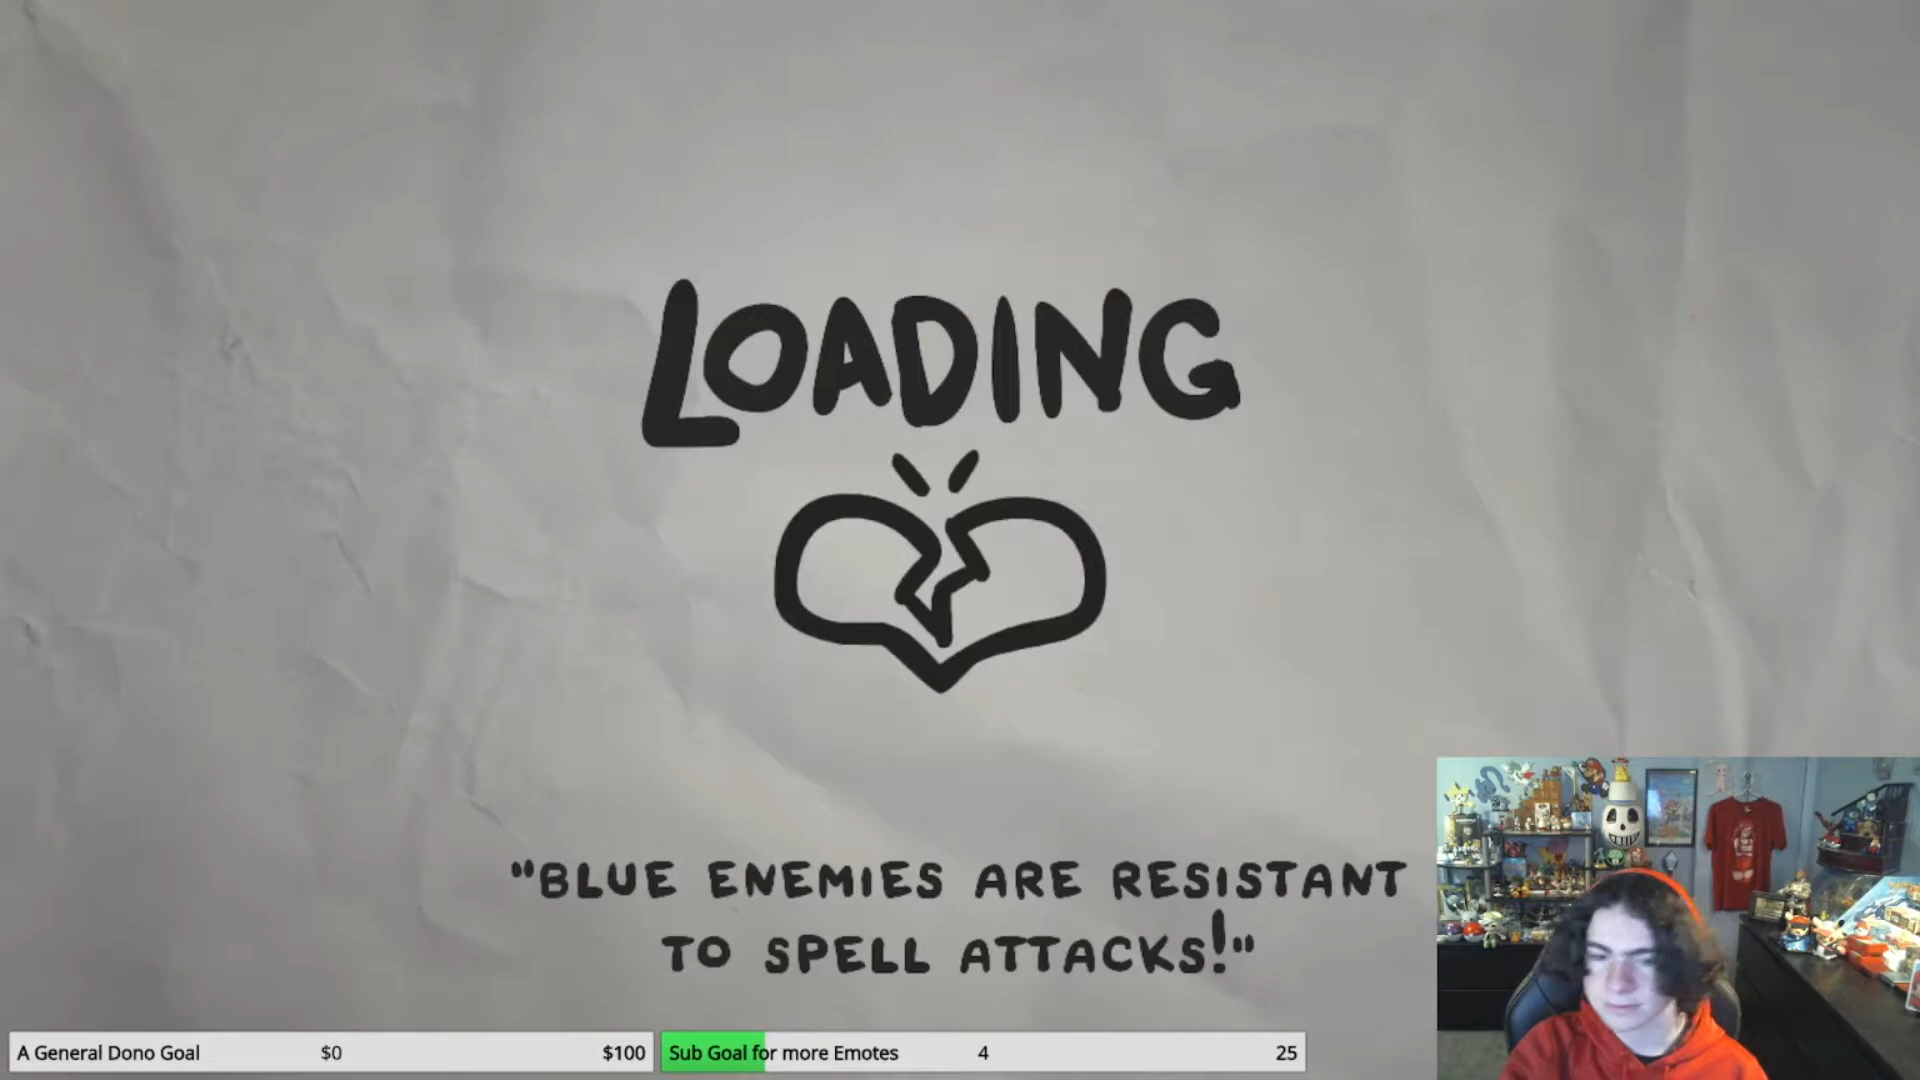 LOADING
"BLUE ENEMIES ARE RESISTANT
TO SPELL ATTACKS!"
A General Dono Goal $0 $100
Sub Goal for more Emotes 4 25